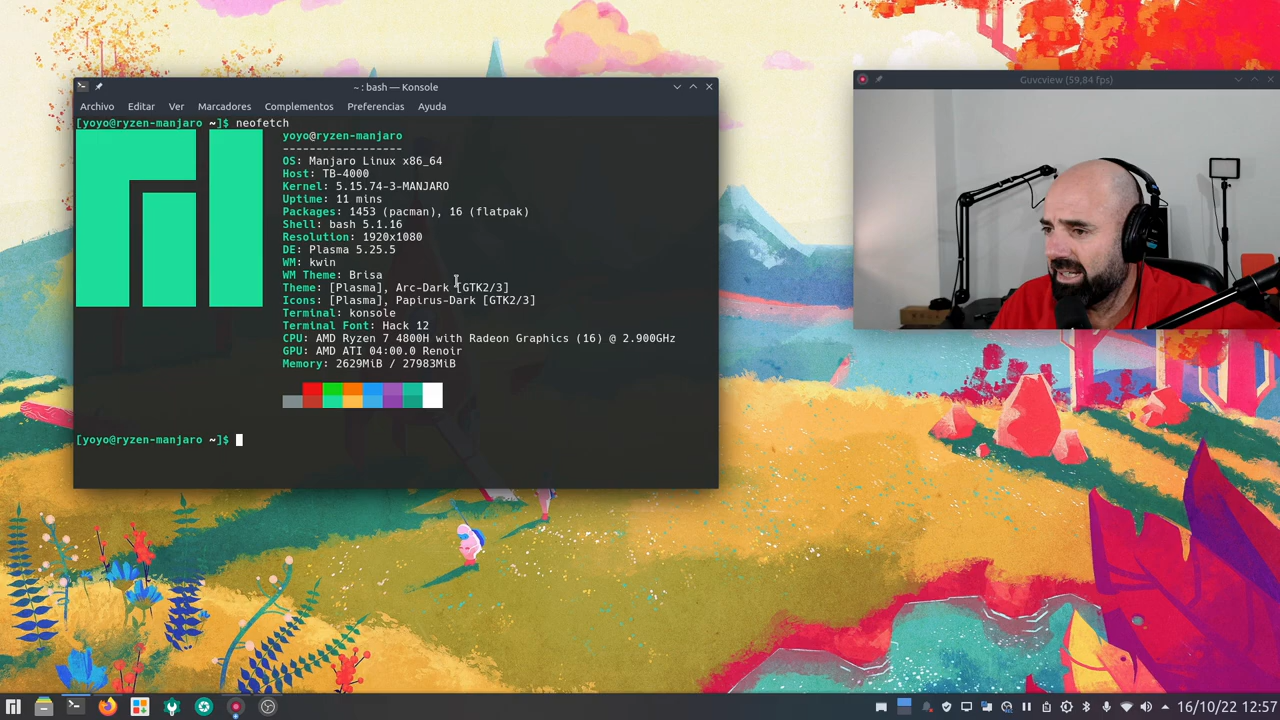 ~ : bash — Konsole
Archivo Editar Ver Marcadores Complementos Preferencias Ayuda
[yoyo@ryzen-manjaro ~]$ neofetch
yoyo@ryzen-manjaro
------------------
OS: Manjaro Linux x86_64
Host: TB-4000
Kernel: 5.15.74-3-MANJARO
Uptime: 11 mins
Packages: 1453 (pacman), 16 (flatpak)
Shell: bash 5.1.16
Resolution: 1920x1080
DE: Plasma 5.25.5
WM: kwin
WM Theme: Brisa
Theme: [Plasma], Arc-Dark [GTK2/3]
Icons: [Plasma], Papirus-Dark [GTK2/3]
Terminal: konsole
Terminal Font: Hack 12
CPU: AMD Ryzen 7 4800H with Radeon Graphics (16) @ 2.900GHz
GPU: AMD ATI 04:00.0 Renoir
Memory: 2629MiB / 27983MiB
[yoyo@ryzen-manjaro ~]$
Guvcview (59,84 fps)
16/10/22 12:57